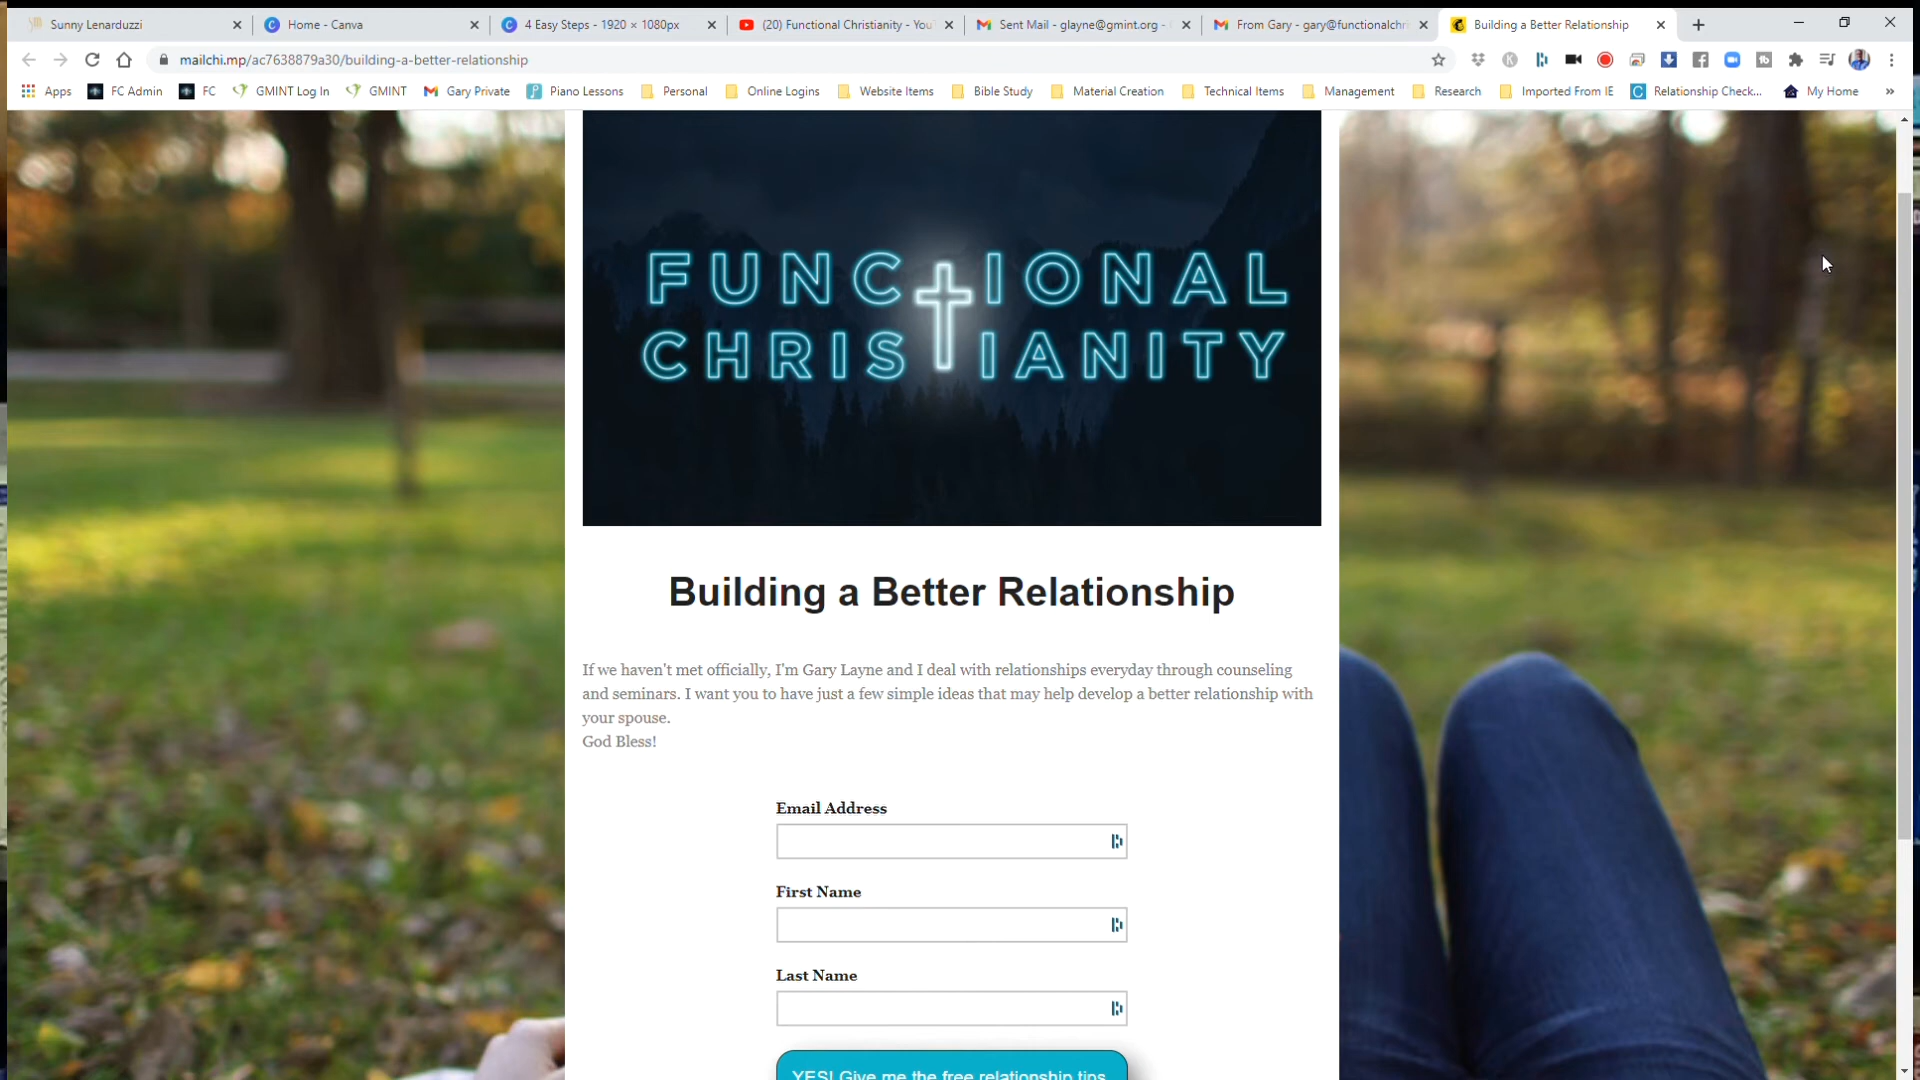 Sunny Lenarduzzi
Home - Canva
4 Easy Steps - 1920 × 1080px
(20) Functional Christianity - You
Sent Mail - glayne@gmint.org -
From Gary - gary@functionalchri
Building a Better Relationship
mailchi.mp/ac7638879a30/building-a-better-relationship
Apps
FC Admin
FC
GMINT Log In
GMINT
Gary Private
Piano Lessons
Personal
Online Logins
Website Items
Bible Study
Material Creation
Technical Items
Management
Research
Imported From IE
Relationship Check...
My Home
FUNCTIONAL
CHRISTIANITY
Building a Better Relationship
If we haven't met officially, I'm Gary Layne and I deal with relationships everyday through counseling
and seminars. I want you to have just a few simple ideas that may help develop a better relationship with
your spouse.
God Bless!
Email Address
First Name
Last Name
YES! Give me the free relationship tips